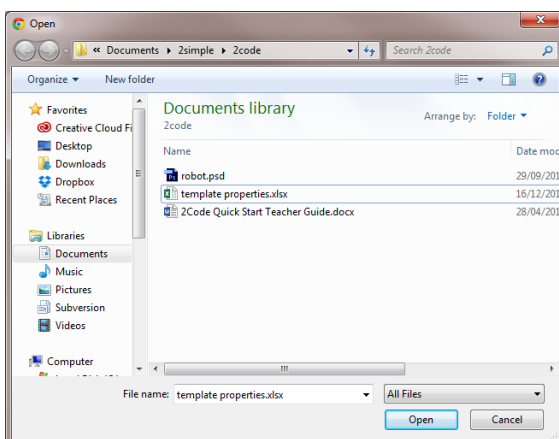 Open
« Documents ▸ 2simple ▸ 2code
Search 2code
Organize
New folder
Favorites
Creative Cloud Fi
Desktop
Downloads
Dropbox
Recent Places
Libraries
Documents
Music
Pictures
Subversion
Videos
Computer
Documents library
2code
Arrange by: Folder
Name
Date mod
robot.psd
29/09/201
template properties.xlsx
16/12/201
2Code Quick Start Teacher Guide.docx
28/04/201
File name: template properties.xlsx
All Files
Open
Cancel